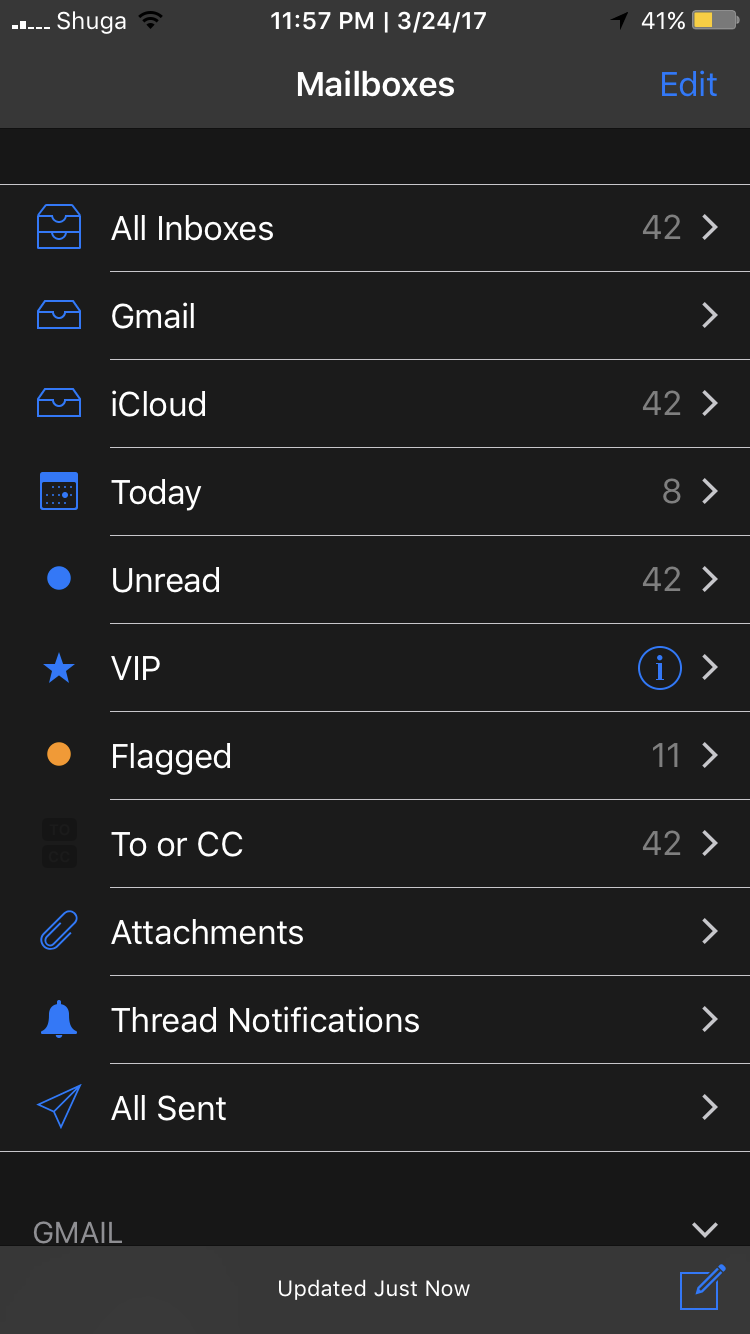 Shuga 11:57 PM | 3/24/17 41%
Mailboxes Edit
All Inboxes 42
Gmail
iCloud 42
Today 8
Unread 42
VIP i
Flagged 11
TO
CC
To or CC 42
Attachments
Thread Notifications
All Sent
GMAIL
Updated Just Now